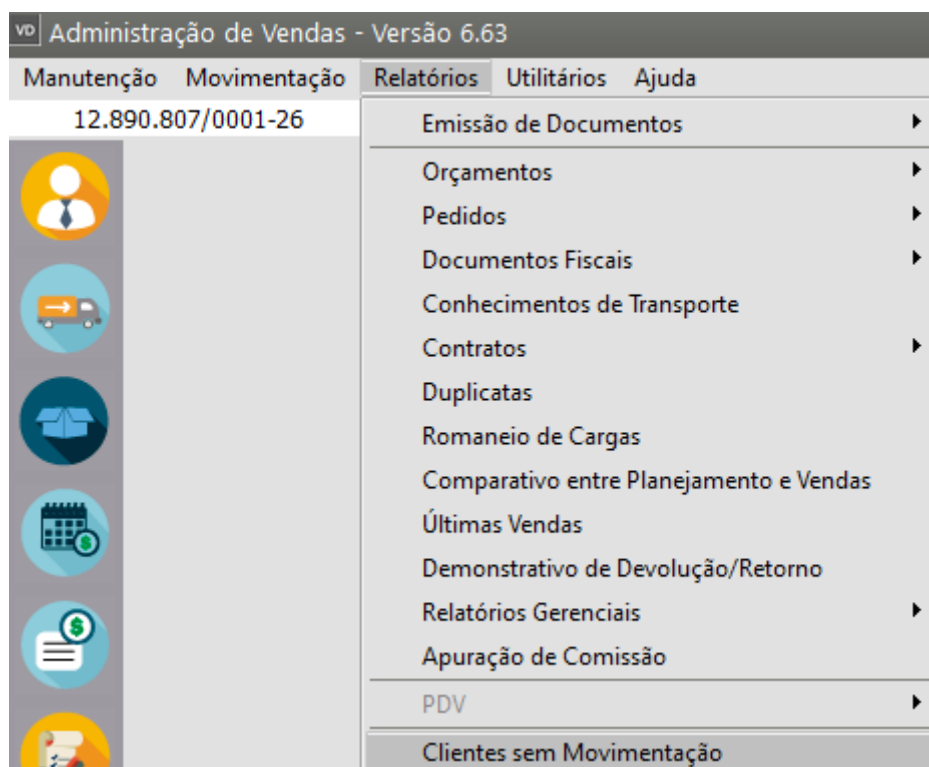 VD Administração de Vendas - Versão 6.63
Manutenção Movimentação Relatórios Utilitários Ajuda
12.890.807/0001-26
Emissão de Documentos
Orçamentos
Pedidos
Documentos Fiscais
Conhecimentos de Transporte
Contratos
Duplicatas
Romaneio de Cargas
Comparativo entre Planejamento e Vendas
Últimas Vendas
Demonstrativo de Devolução/Retorno
Relatórios Gerenciais
Apuração de Comissão
PDV
Clientes sem Movimentação